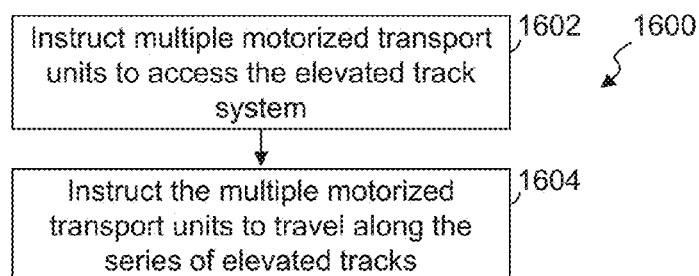 Instruct multiple motorized transport
units to access the elevated track
system
1602
1600
Instruct the multiple motorized
transport units to travel along the
series of elevated tracks
1604